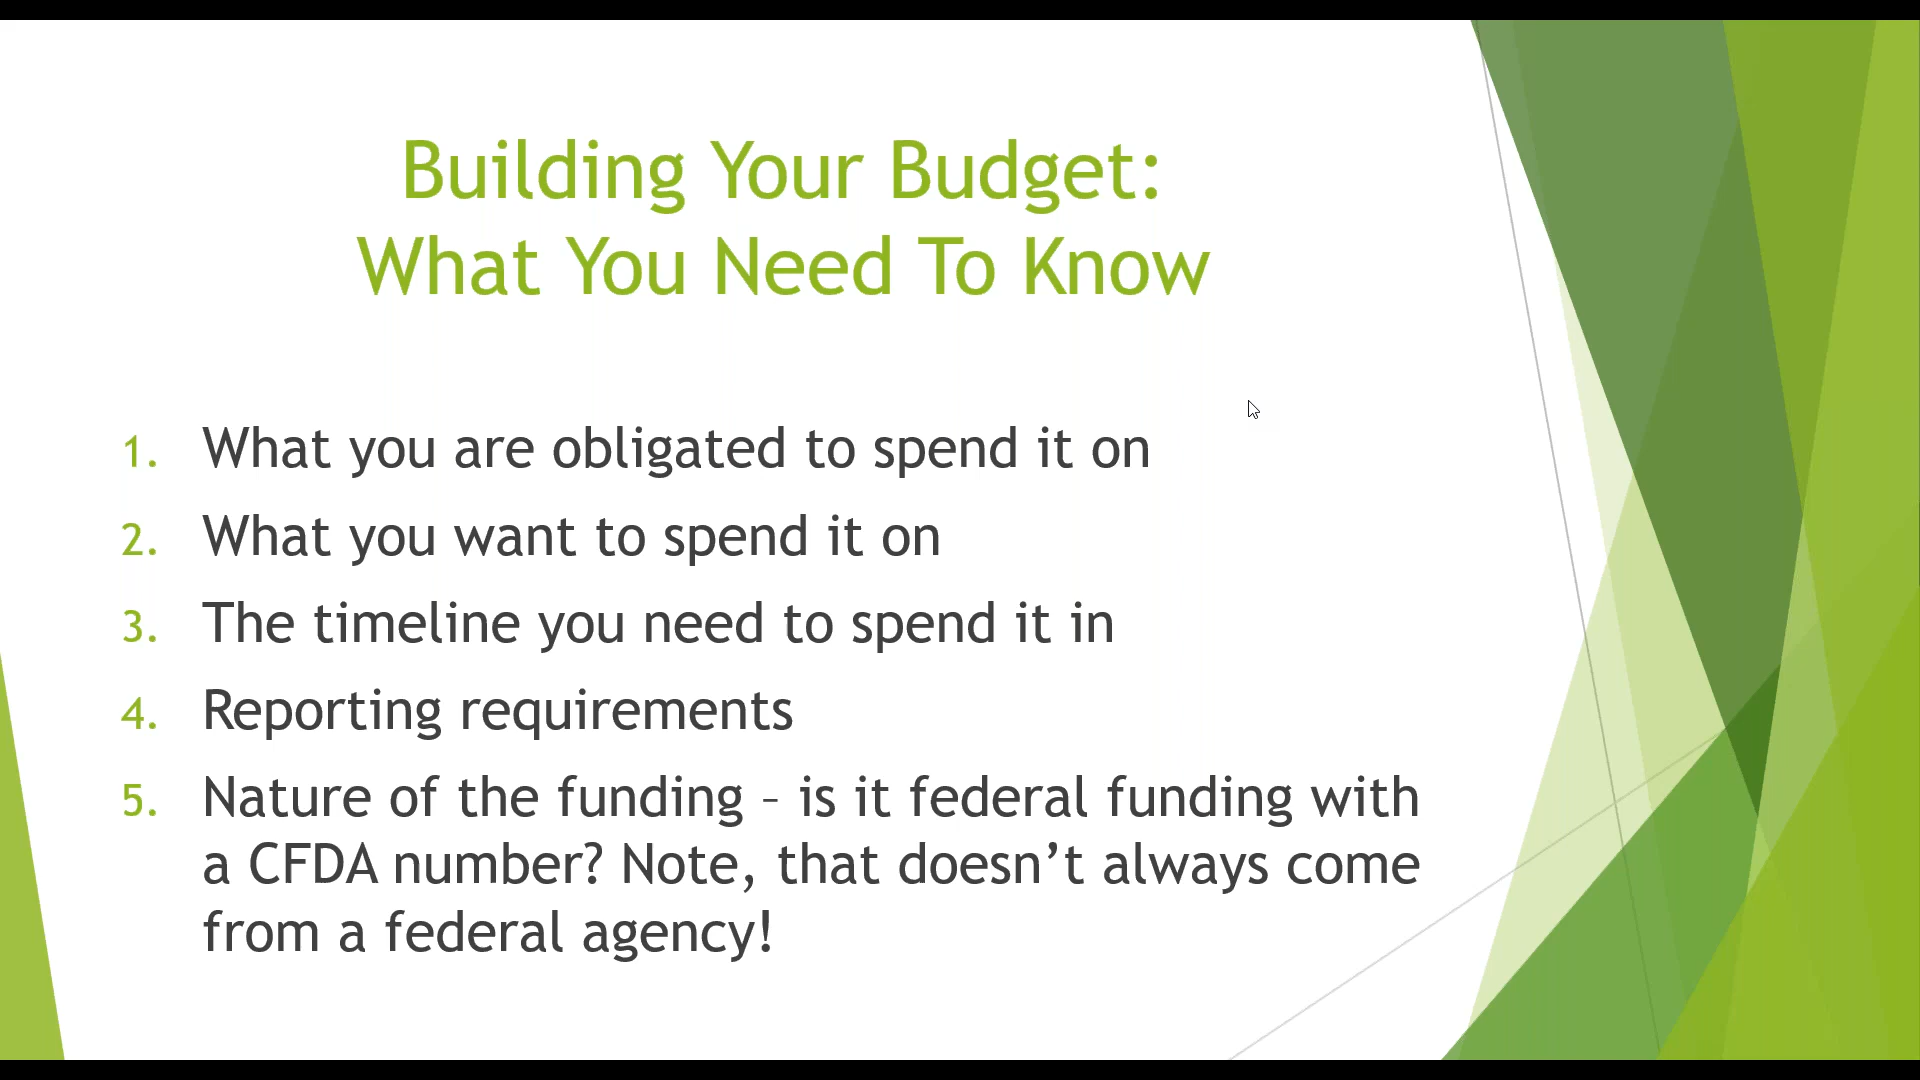 Building Your Budget:
What You Need To Know
1. What you are obligated to spend it on
2. What you want to spend it on
3. The timeline you need to spend it in
4. Reporting requirements
5. Nature of the funding – is it federal funding with
a CFDA number? Note, that doesn’t always come
from a federal agency!